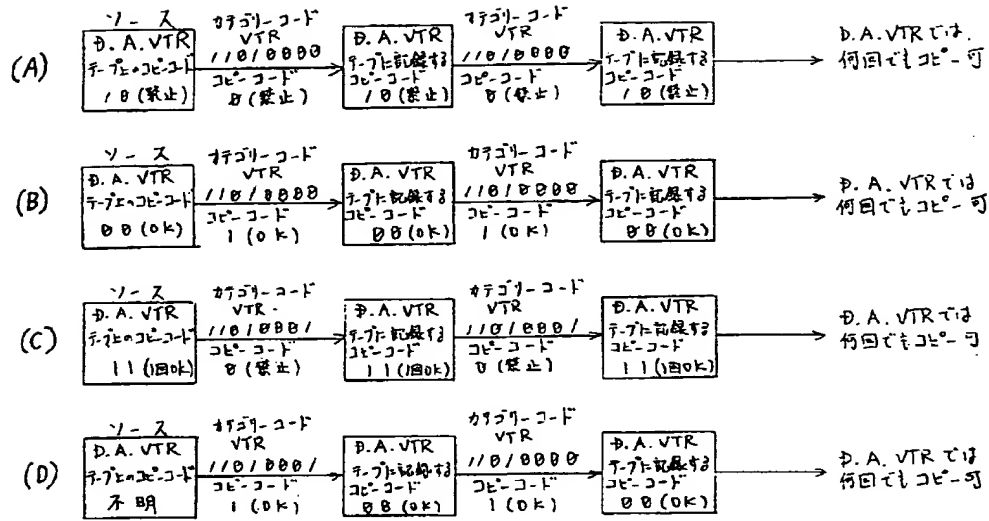 (A)
ソース
D.A.VTR
テープ上のコピーコード
10(禁止)
カテゴリーコード
VTR
11010000
コピーコード
0(禁止)
D.A.VTR
テープに記録する
コピーコード
10(禁止)
カテゴリーコード
VTR
11010000
コピーコード
0(禁止)
D.A.VTR
テープに記録する
コピーコード
10(禁止)
D.A.VTRでは
何回でもコピー可
(B)
ソース
D.A.VTR
テープ上のコピーコード
00(OK)
カテゴリーコード
VTR
11010000
コピーコード
1(OK)
D.A.VTR
テープに記録する
コピーコード
00(OK)
カテゴリーコード
VTR
11010000
コピーコード
1(OK)
D.A.VTR
テープに記録する
コピーコード
00(OK)
D.A.VTRでは
何回でもコピー可
(C)
ソース
D.A.VTR
テープ上のコピーコード
11(1回OK)
カテゴリーコード
VTR
11010001
コピーコード
0(禁止)
D.A.VTR
テープに記録する
コピーコード
11(1回OK)
カテゴリーコード
VTR
11010001
コピーコード
0(禁止)
D.A.VTR
テープに記録する
コピーコード
11(1回OK)
D.A.VTRでは
何回でもコピー可
(D)
ソース
D.A.VTR
テープ上のコピーコード
不明
カテゴリーコード
VTR
11010001
コピーコード
1(OK)
D.A.VTR
テープに記録する
コピーコード
00(OK)
カテゴリーコード
VTR
11010000
コピーコード
1(OK)
D.A.VTR
テープに記録する
コピーコード
00(OK)
D.A.VTRでは
何回でもコピー可